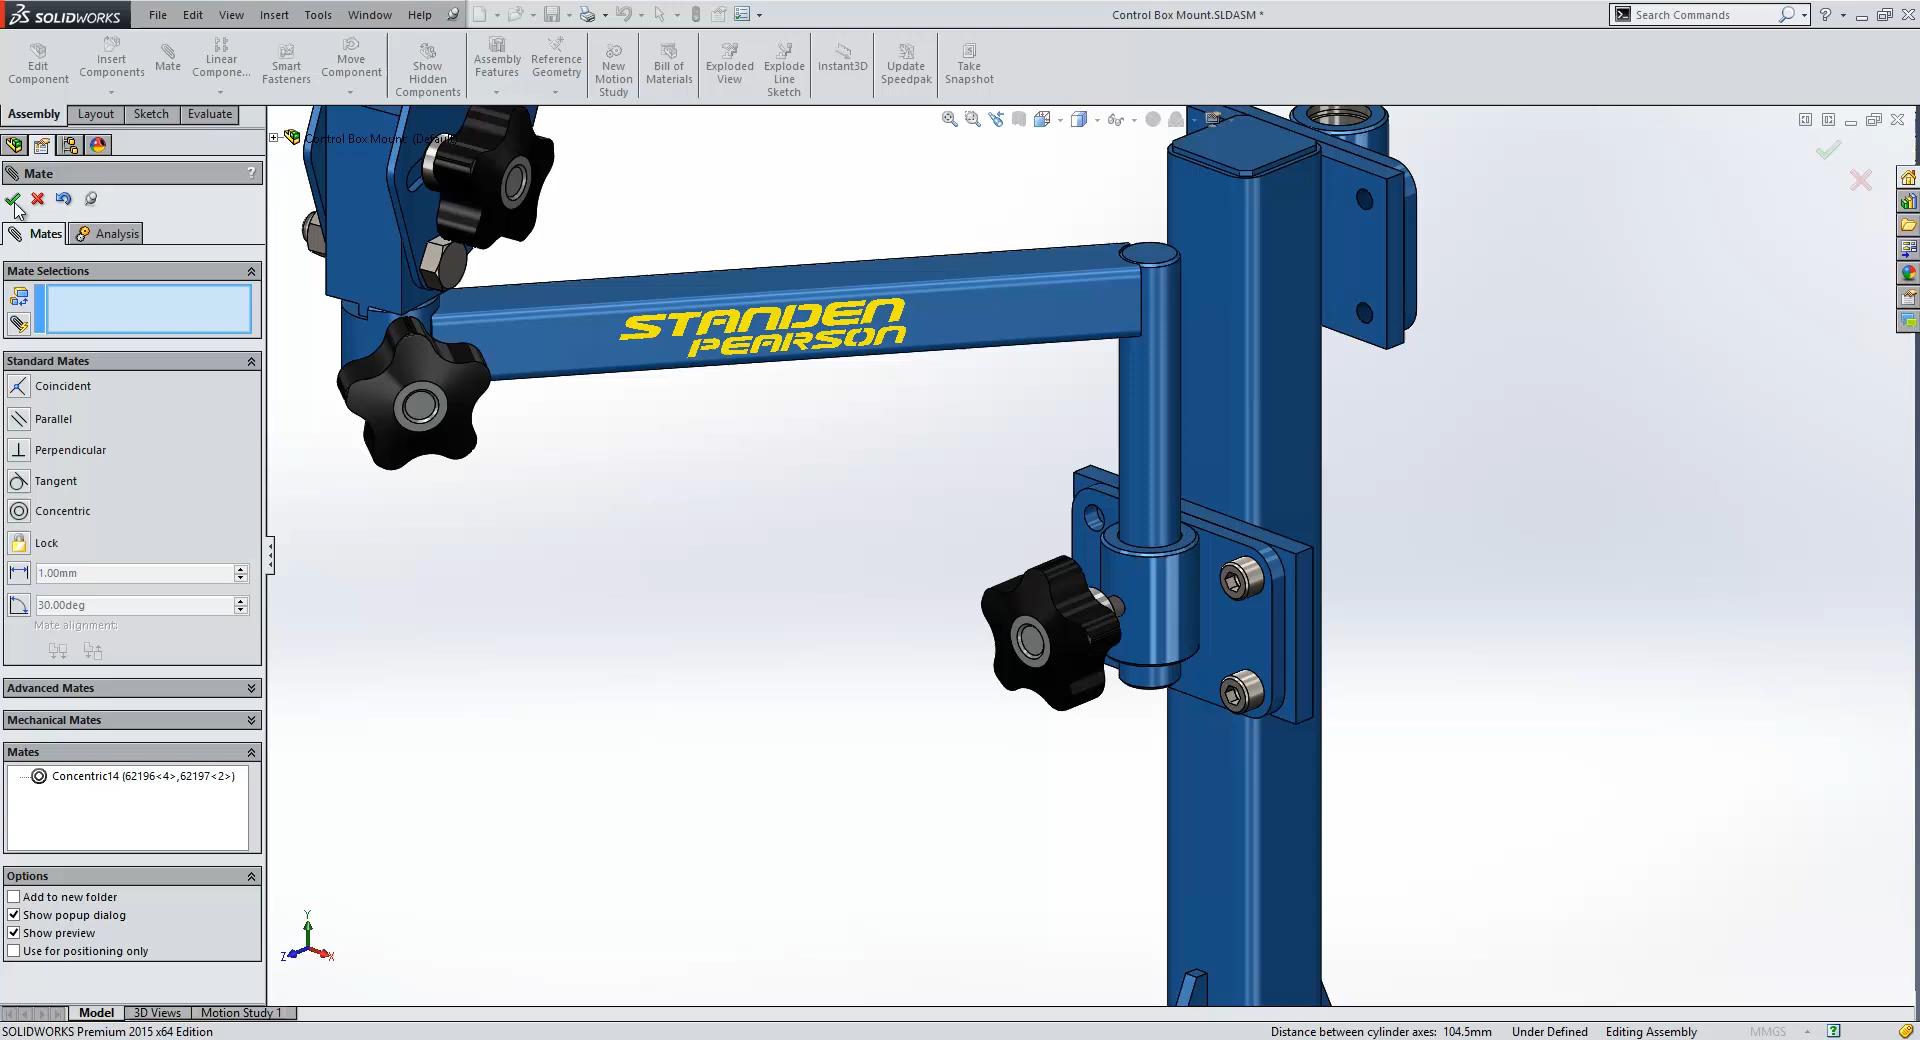 SOLIDWORKS
File Edit View Insert Tools Window Help
Control Box Mount.SLDASM *
Search Commands
Edit Component
Insert Components
Mate
Linear Compone...
Smart Fasteners
Move Component
Show Hidden Components
Assembly Features
Reference Geometry
New Motion Study
Bill of Materials
Exploded View
Explode Line Sketch
Instant3D
Update Speedpak
Take Snapshot
Assembly Layout Sketch Evaluate
Control Box Mount (Defau
Mate ?
Mates Analysis
Mate Selections
Standard Mates
Coincident
Parallel
Perpendicular
Tangent
Concentric
Lock
1.00mm
30.00deg
Mate alignment:
Advanced Mates
Mechanical Mates
Mates
Concentric14 (62196<4>,62197<2>)
Options
Add to new folder
Show popup dialog
Show preview
Use for positioning only
STANDEN
PEARSON
Y
Z
X
Model 3D Views Motion Study 1
SOLIDWORKS Premium 2015 x64 Edition
Distance between cylinder axes: 104.5mm Under Defined Editing Assembly MMGS